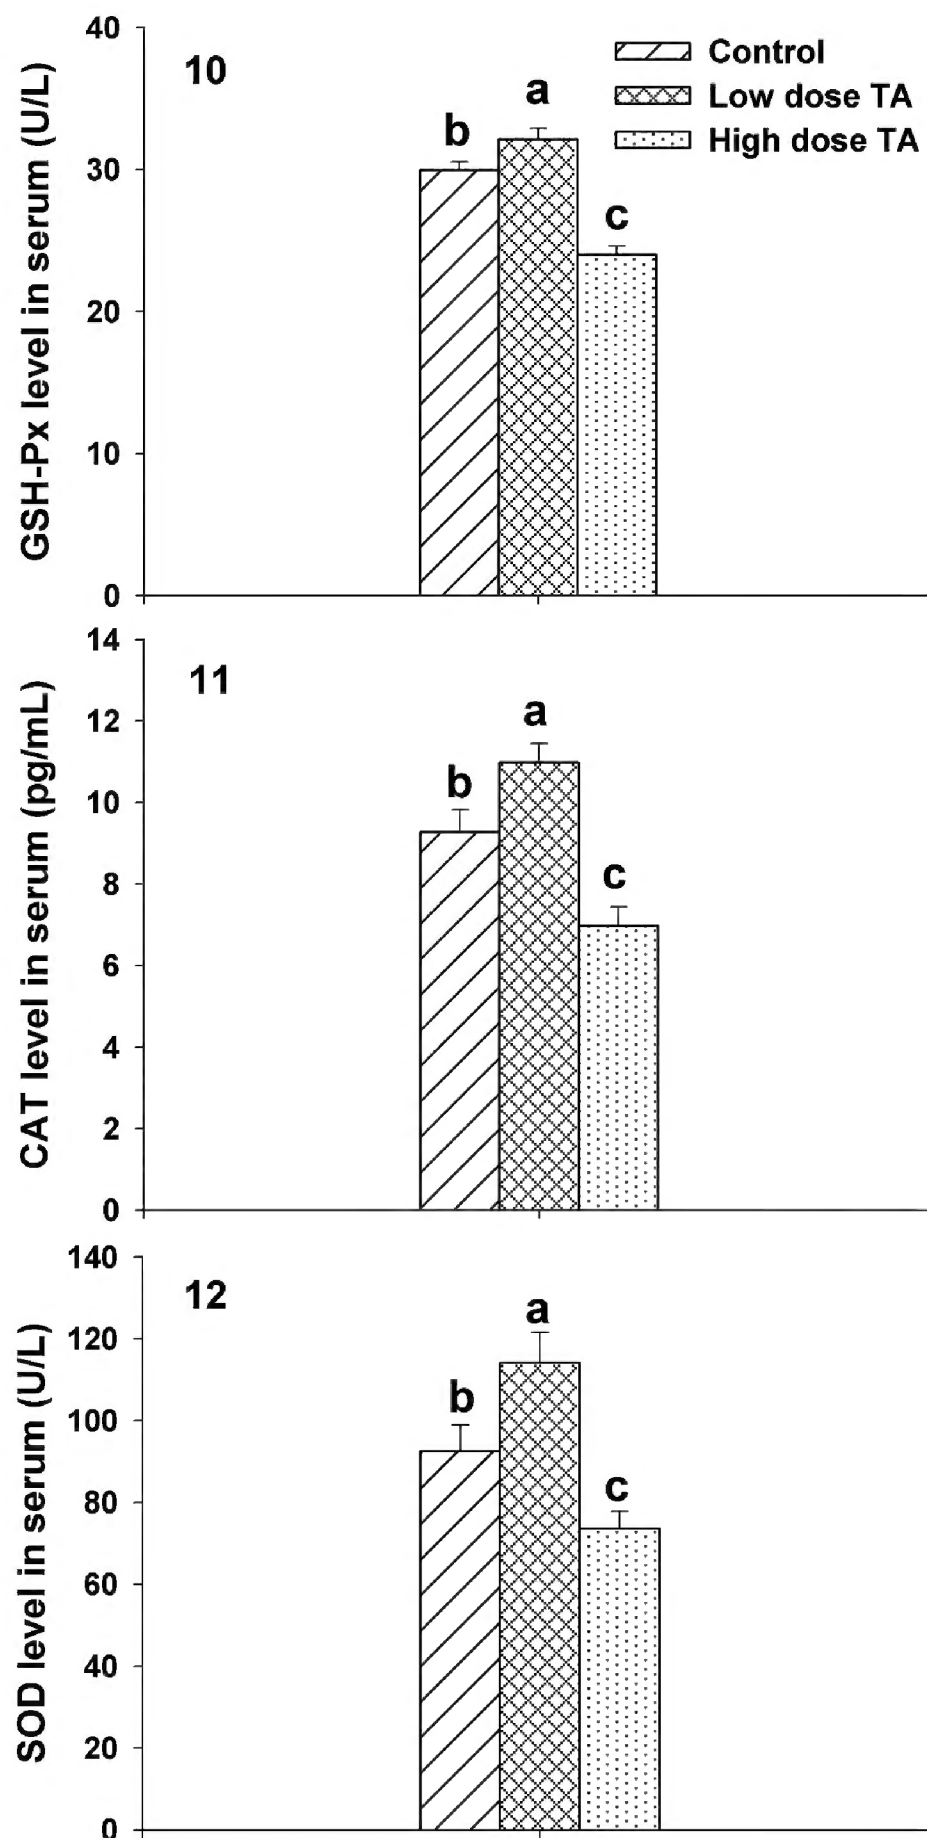 GSH-Px level in serum (U/L)
40
30
20
10
0
10
Control
Low dose TA
High dose TA
b
a
c
CAT level in serum (pg/mL)
14
12
10
8
6
4
2
0
11
b
a
c
SOD level in serum (U/L)
140
120
100
80
60
40
20
0
12
b
a
c